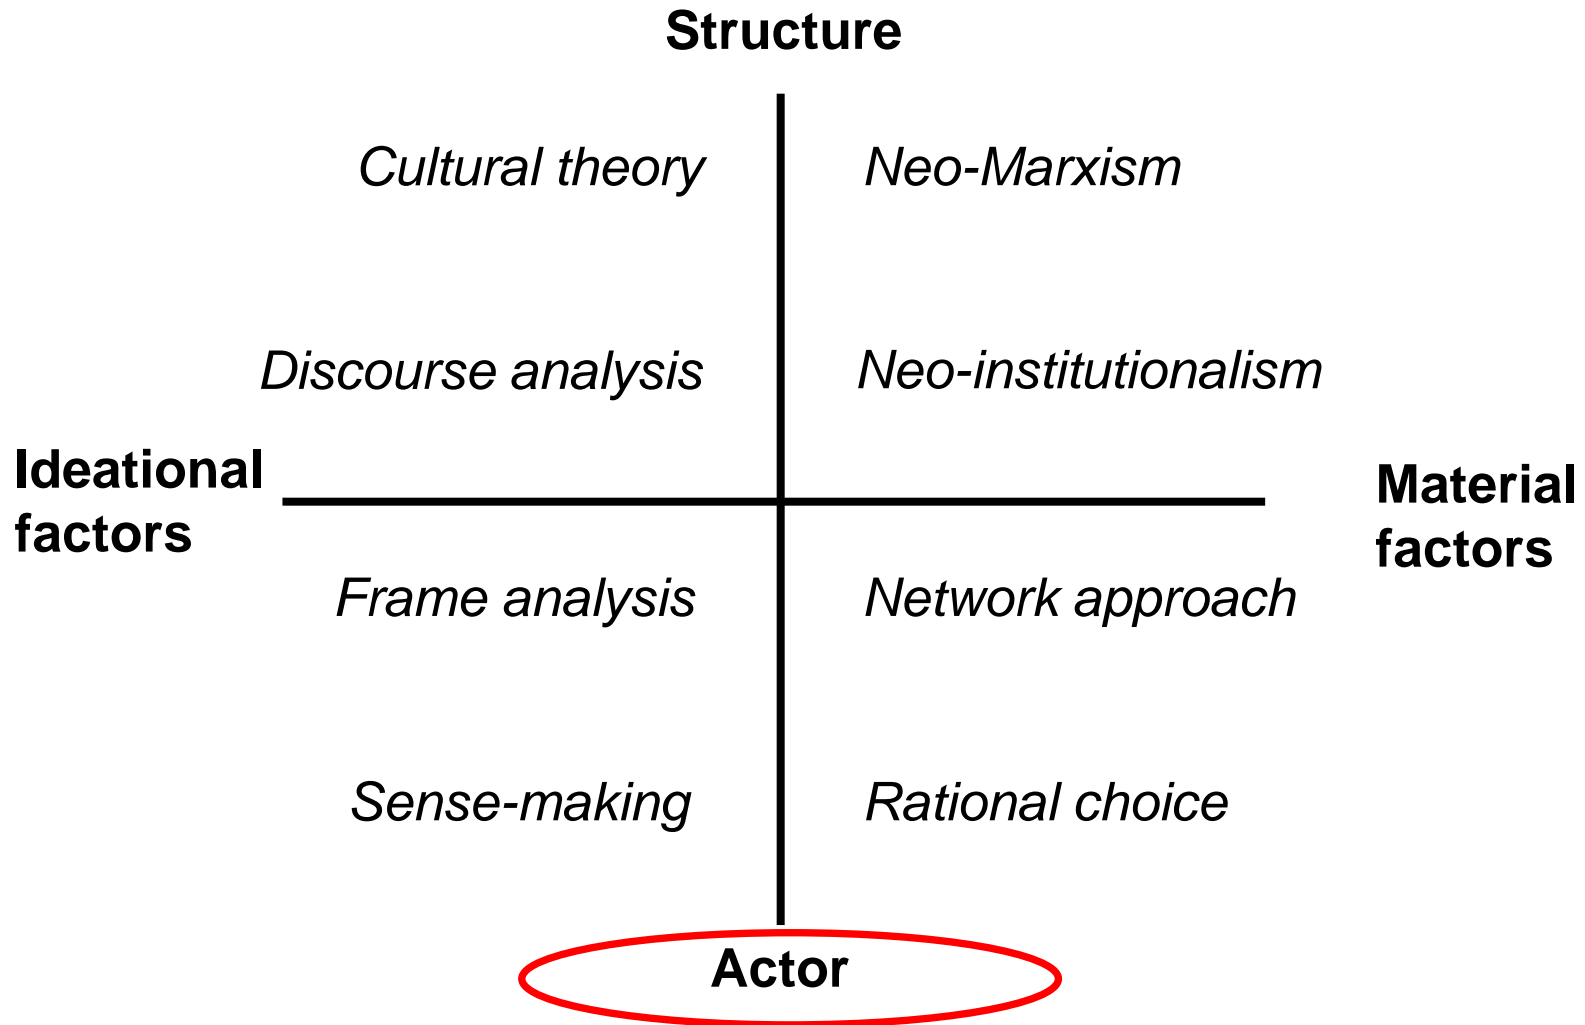 Structure
Cultural theory
Neo-Marxism
Discourse analysis
Neo-institutionalism
Ideational
factors
Material
factors
Frame analysis
Network approach
Sense-making
Rational choice
Actor